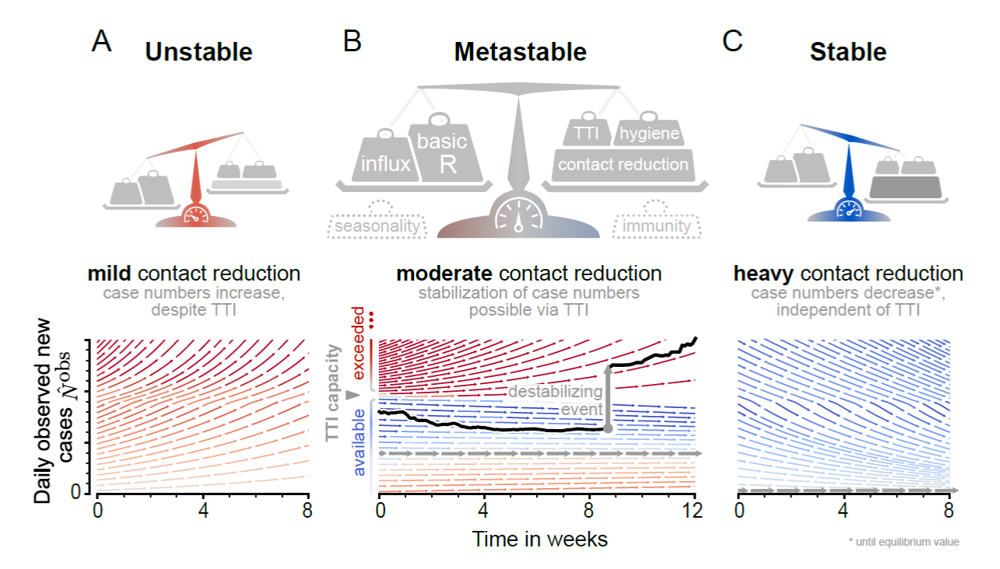 A
Unstable
B
Metastable
C
Stable
influx
basic
R
TTI
hygiene
contact reduction
seasonality
immunity
mild contact reduction
case numbers increase,
despite TTI
moderate contact reduction
stabilization of case numbers
possible via TTI
heavy contact reduction
case numbers decrease*,
independent of TTI
Daily observed new
cases N̂ obs
0
0 4 8
TTI capacity
exceeded
available
destabilizing
event
0 4 8 12
Time in weeks
0 4 8
* until equilibrium value